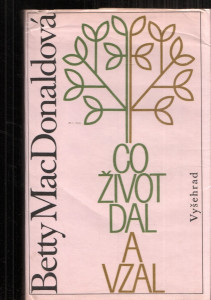 Betty MacDonaldová
CO
ŽIVOT
DAL
A
VZAL
Vyšehrad